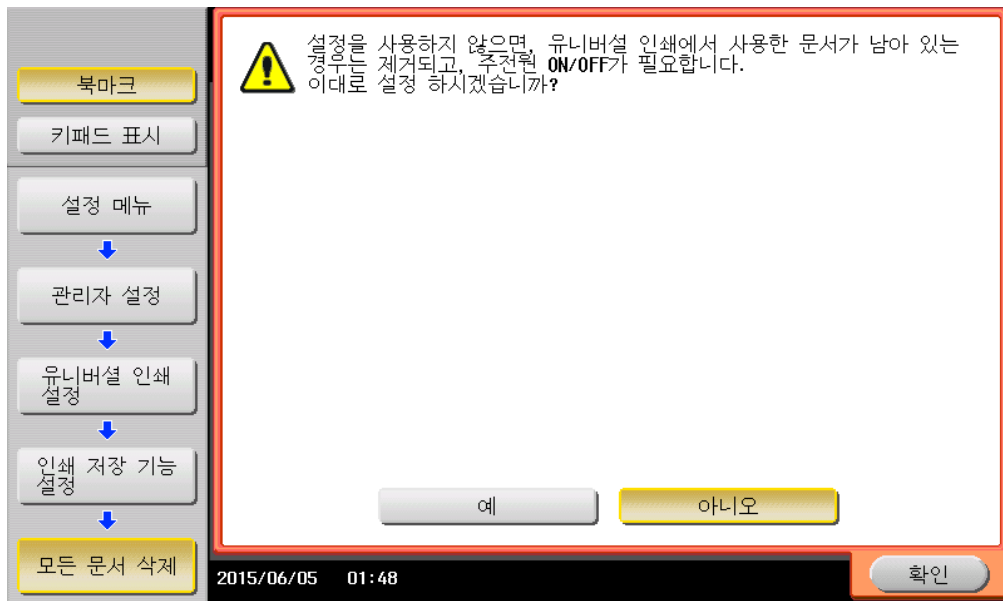 북마크
키패드 표시
설정 메뉴
관리자 설정
유니버셜 인쇄
설정
인쇄 저장 기능
설정
모든 문서 삭제
설정을 사용하지 않으면, 유니버설 인쇄에서 사용한 문서가 남아 있는
경우는 제거되고, 주전원 ON/OFF가 필요합니다.
이대로 설정 하시겠습니까?
예
아니오
2015/06/05 01:48
확인